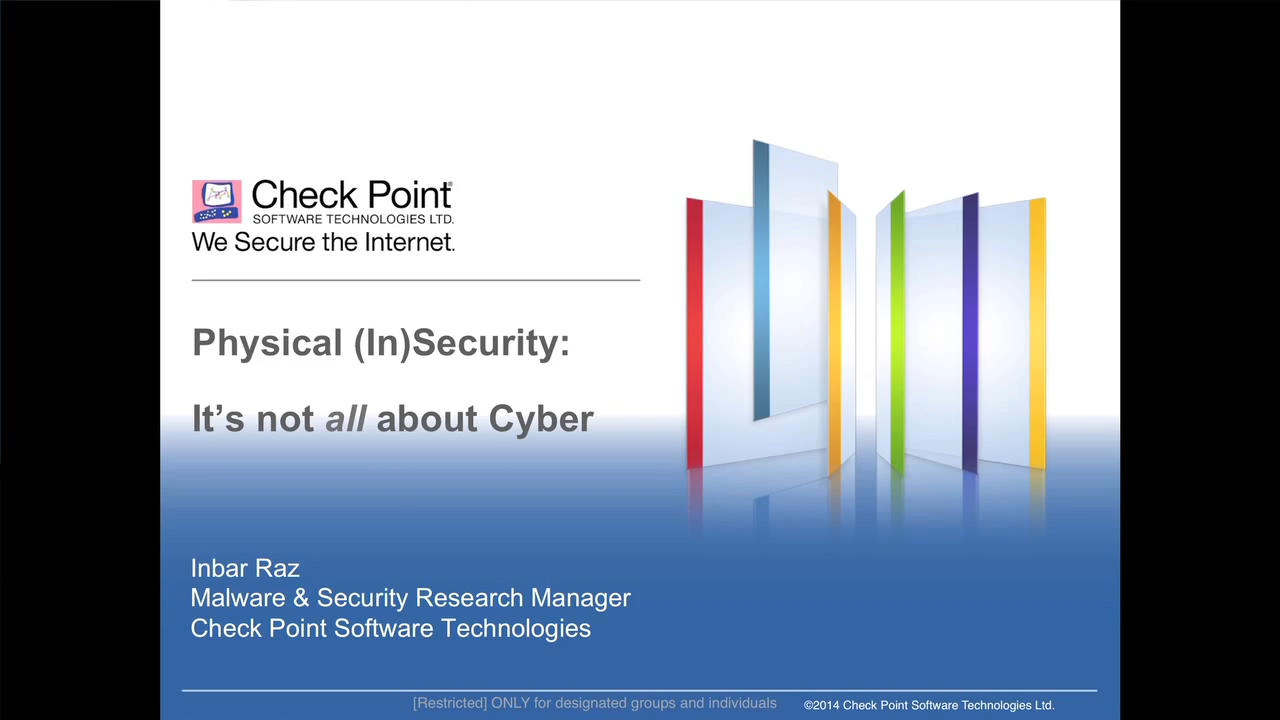 Check Point®
SOFTWARE TECHNOLOGIES LTD.
We Secure the Internet.
Physical (In)Security:
It’s not all about Cyber
Inbar Raz
Malware & Security Research Manager
Check Point Software Technologies
[Restricted] ONLY for designated groups and individuals
©2014 Check Point Software Technologies Ltd.